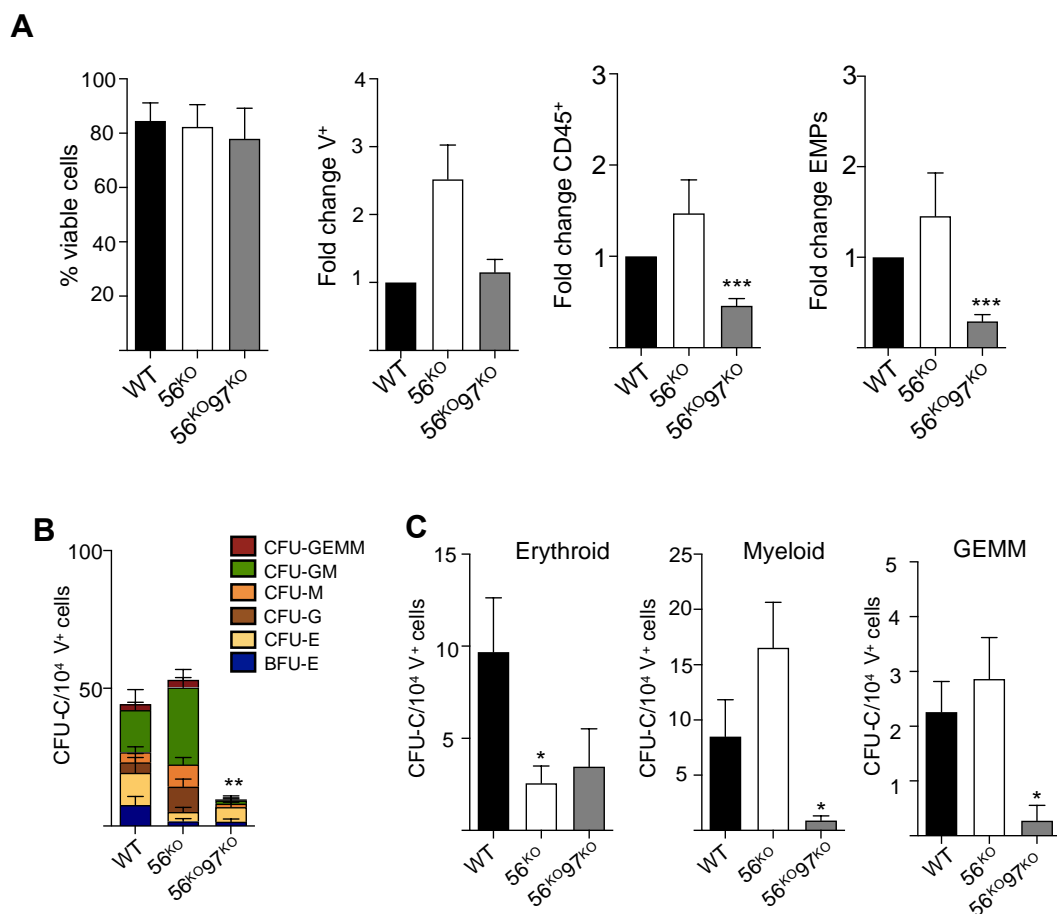 A
% viable cells
100
80
60
40
20
WT
56ᴷᴼ
56ᴷᴼ97ᴷᴼ
Fold change V⁺
4
3
2
1
WT
56ᴷᴼ
56ᴷᴼ97ᴷᴼ
Fold change CD45⁺
3
2
1
***
WT
56ᴷᴼ
56ᴷᴼ97ᴷᴼ
Fold change EMPs
3
2
1
***
WT
56ᴷᴼ
56ᴷᴼ97ᴷᴼ
B
CFU-C/10⁴ V⁺ cells
100
50
**
WT
56ᴷᴼ
56ᴷᴼ97ᴷᴼ
CFU-GEMM
CFU-GM
CFU-M
CFU-G
CFU-E
BFU-E
C
Erythroid
CFU-C/10⁴ V⁺ cells
15
10
5
*
WT
56ᴷᴼ
56ᴷᴼ97ᴷᴼ
Myeloid
CFU-C/10⁴ V⁺ cells
25
20
15
10
5
*
WT
56ᴷᴼ
56ᴷᴼ97ᴷᴼ
GEMM
CFU-C/10⁴ V⁺ cells
5
4
3
2
1
*
WT
56ᴷᴼ
56ᴷᴼ97ᴷᴼ